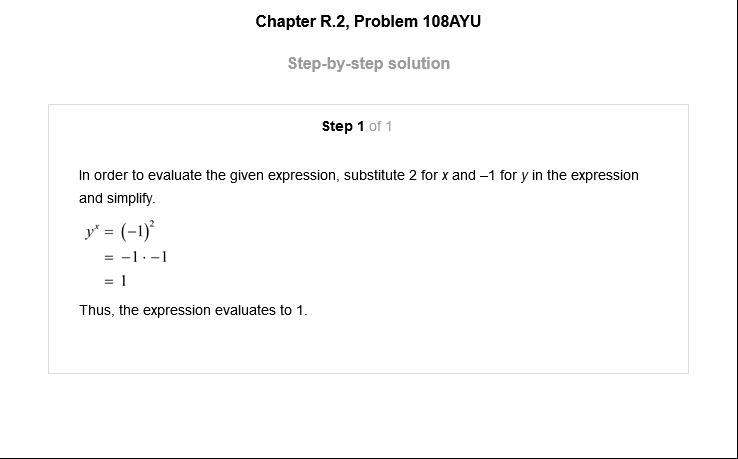 Chapter R.2, Problem 108AYU
Step-by-step solution
Step 1 of 1
In order to evaluate the given expression, substitute 2 for x and –1 for y in the expression
and simplify.
yˣ = (−1)²
= −1 · −1
= 1
Thus, the expression evaluates to 1.